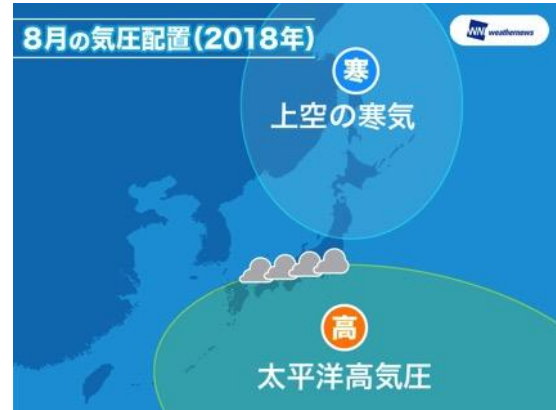 8月の気圧配置(2018年)
WNI weathernews
寒
上空の寒気
高
太平洋高気圧